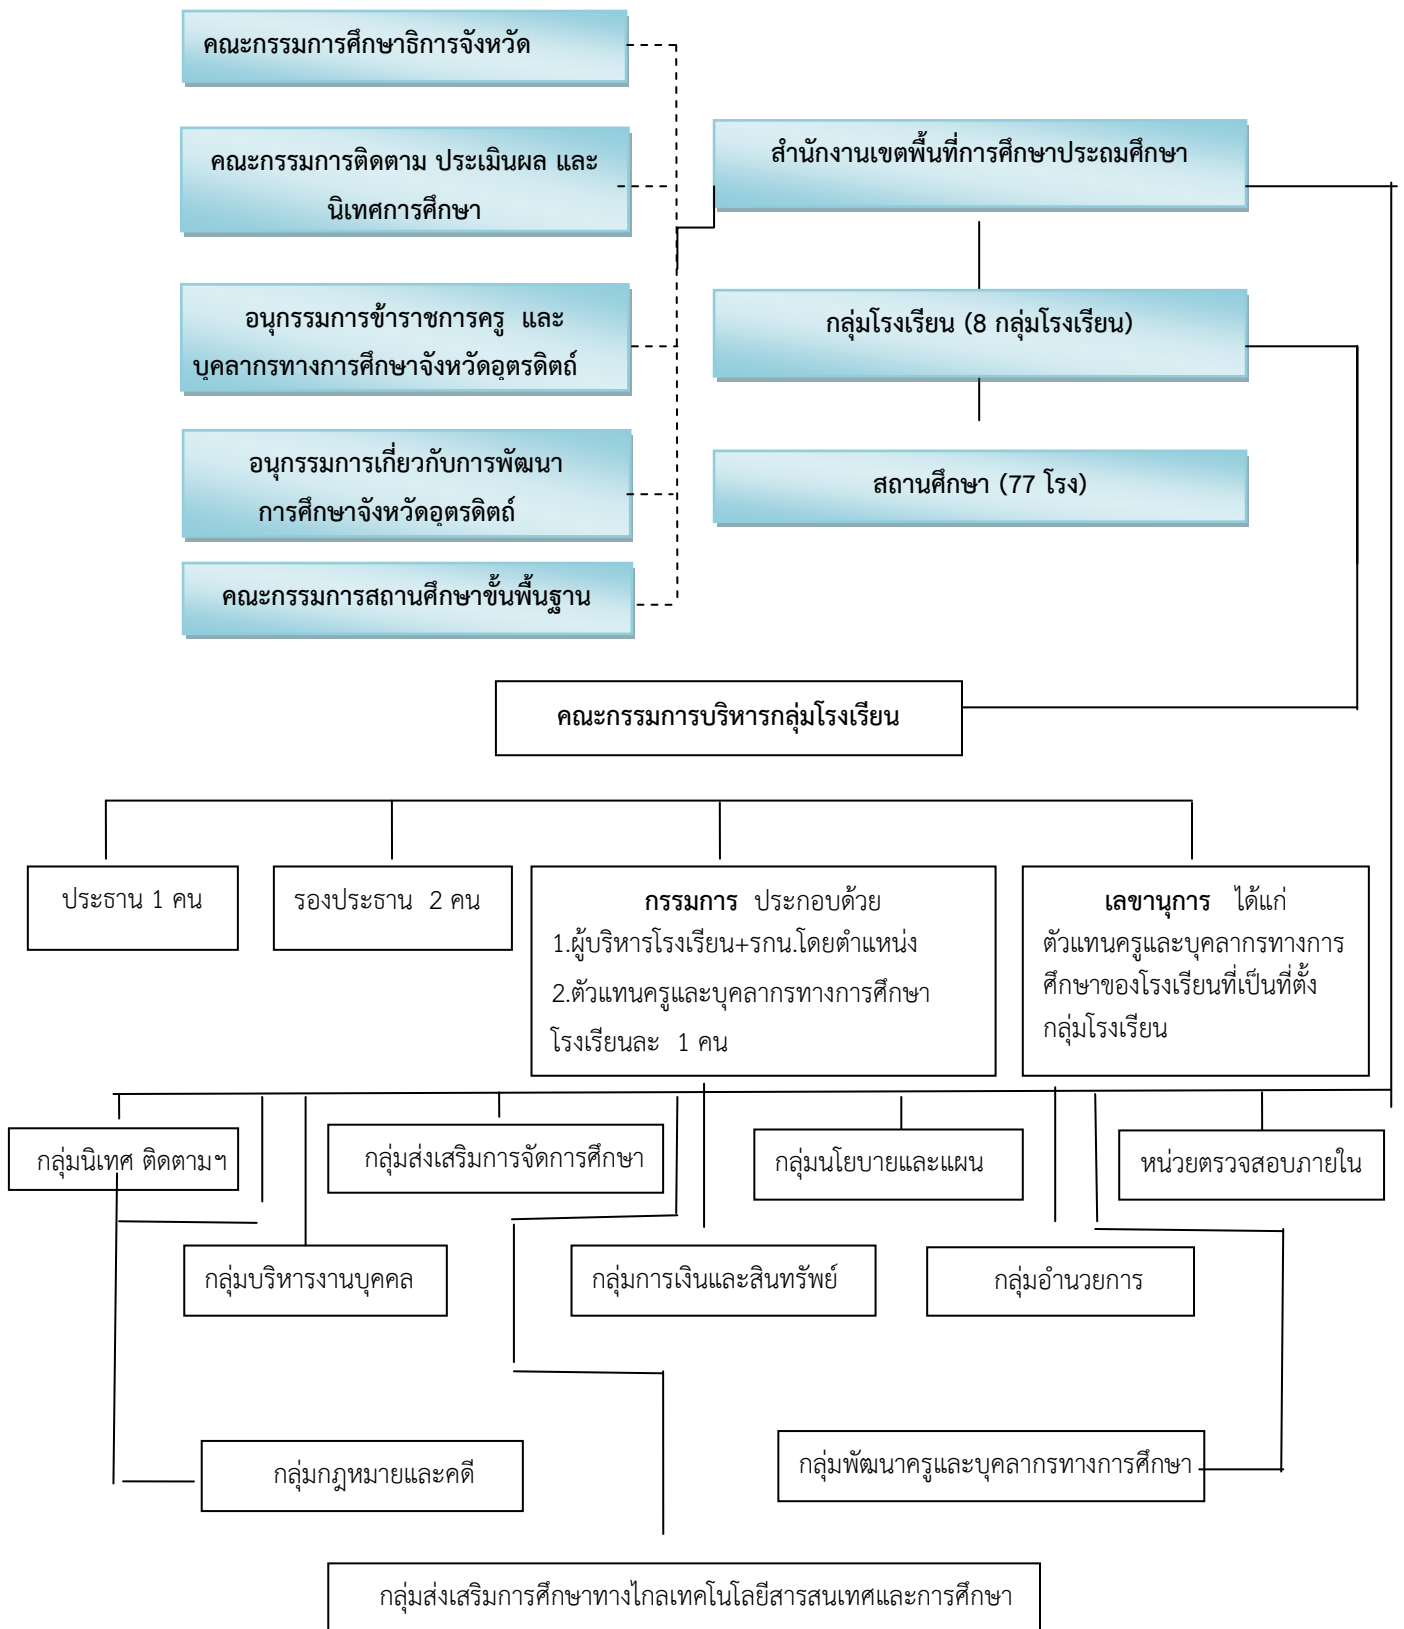 คณะกรรมการศึกษาธิการจังหวัด
คณะกรรมการติดตาม ประเมินผล และ
นิเทศการศึกษา
สำนักงานเขตพื้นที่การศึกษาประถมศึกษา
อนุกรรมการข้าราชการครู และ
บุคลากรทางการศึกษาจังหวัดอุตรดิตถ์
กลุ่มโรงเรียน (8 กลุ่มโรงเรียน)
อนุกรรมการเกี่ยวกับการพัฒนา
การศึกษาจังหวัดอุตรดิตถ์
สถานศึกษา (77 โรง)
คณะกรรมการสถานศึกษาขั้นพื้นฐาน
คณะกรรมการบริหารกลุ่มโรงเรียน
ประธาน 1 คน
รองประธาน 2 คน
กรรมการ ประกอบด้วย
1.ผู้บริหารโรงเรียน+รกน.โดยตำแหน่ง
2.ตัวแทนครูและบุคลากรทางการศึกษา
โรงเรียนละ 1 คน
เลขานุการ ได้แก่
ตัวแทนครูและบุคลากรทางการ
ศึกษาของโรงเรียนที่เป็นที่ตั้ง
กลุ่มโรงเรียน
กลุ่มนิเทศ ติดตามฯ
กลุ่มส่งเสริมการจัดการศึกษา
กลุ่มนโยบายและแผน
หน่วยตรวจสอบภายใน
กลุ่มบริหารงานบุคคล
กลุ่มการเงินและสินทรัพย์
กลุ่มอำนวยการ
กลุ่มกฎหมายและคดี
กลุ่มพัฒนาครูและบุคลากรทางการศึกษา
กลุ่มส่งเสริมการศึกษาทางไกลเทคโนโลยีสารสนเทศและการศึกษา